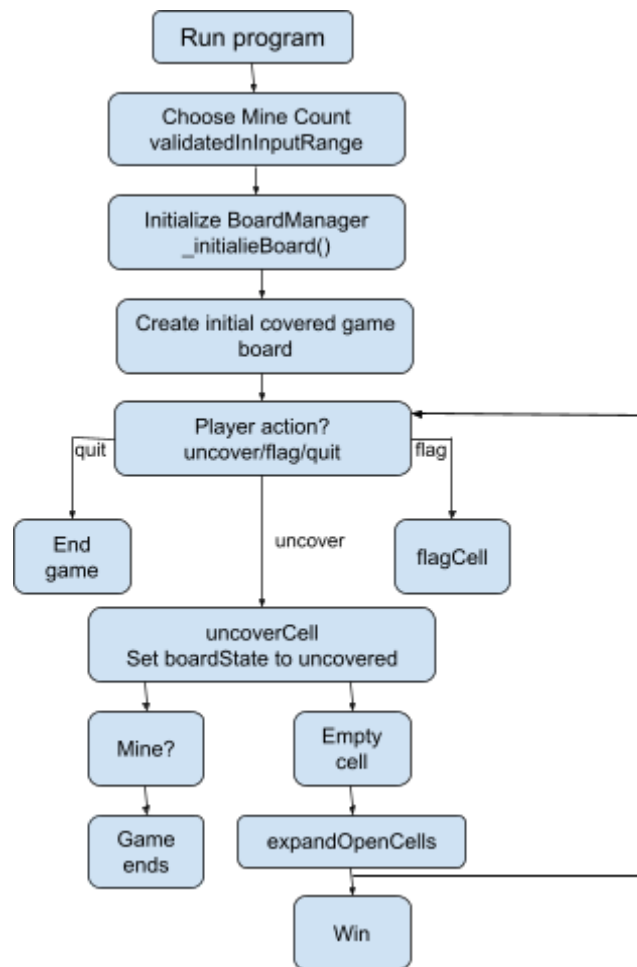 Run program
Choose Mine Count
validatedInInputRange
Initialize BoardManager
_initialieBoard()
Create initial covered game
board
Player action?
uncover/flag/quit
quit
flag
End
game
uncover
flagCell
uncoverCell
Set boardState to uncovered
Mine?
Empty
cell
Game
ends
expandOpenCells
Win